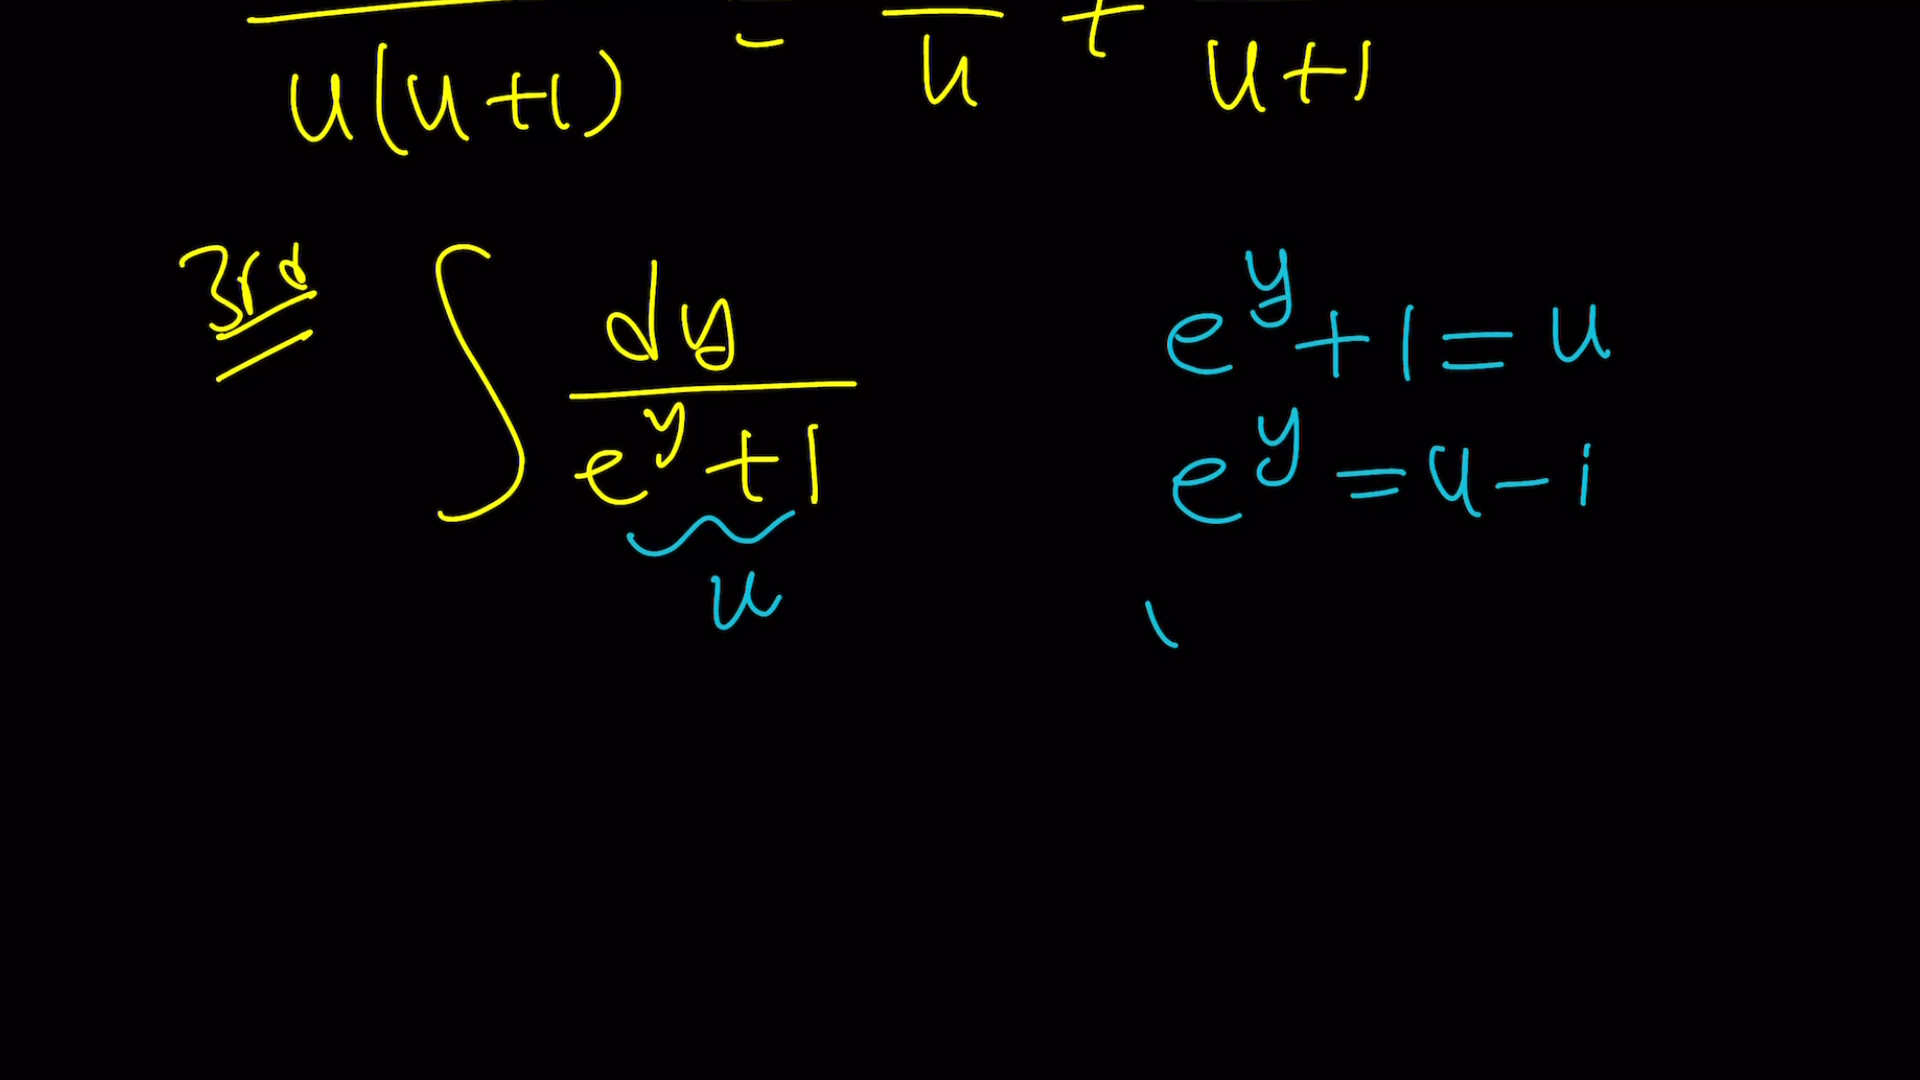 u(u+1) = u + u+1
3rd ∫ dy / e^y + 1
u
e^y + 1 = u
e^y = u - 1